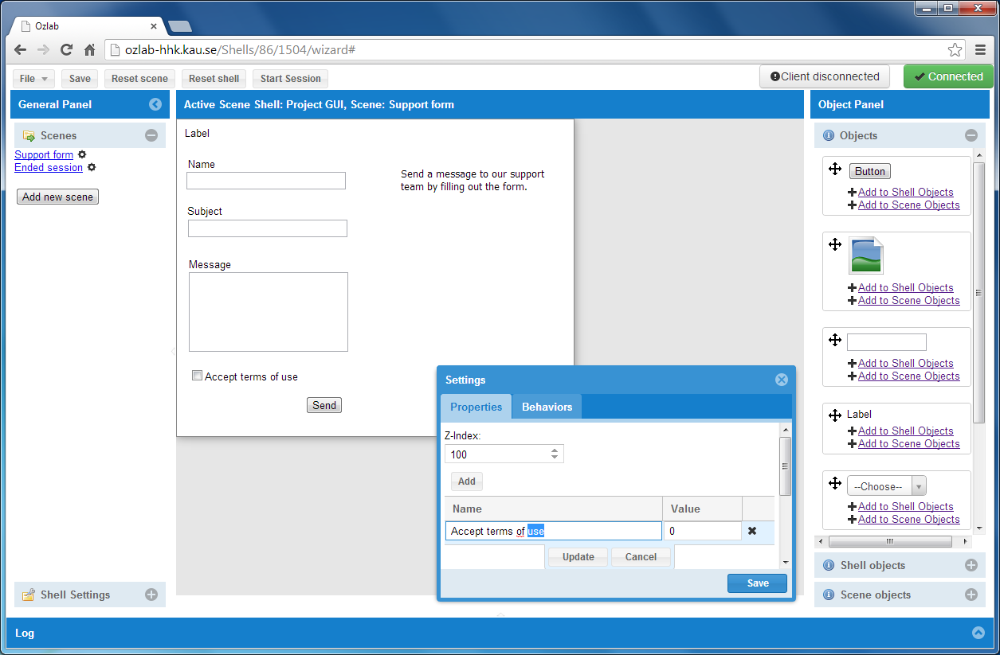 Ozlab
ozlab-hhk.kau.se/Shells/86/1504/wizard#
File Save Reset scene Reset shell Start Session Client disconnected Connected
General Panel
Scenes
Support form
Ended session
Add new scene
Shell Settings
Active Scene Shell: Project GUI, Scene: Support form
Label
Name
Send a message to our support
team by filling out the form.
Subject
Message
Accept terms of use
Send
Settings
Properties Behaviors
Z-Index:
100
Add
Name Value
Accept terms of use 0
Update Cancel
Save
Object Panel
Objects
Button
Add to Shell Objects
Add to Scene Objects
Add to Shell Objects
Add to Scene Objects
Add to Shell Objects
Add to Scene Objects
Label
Add to Shell Objects
Add to Scene Objects
--Choose--
Add to Shell Objects
Add to Scene Objects
Shell objects
Scene objects
Log